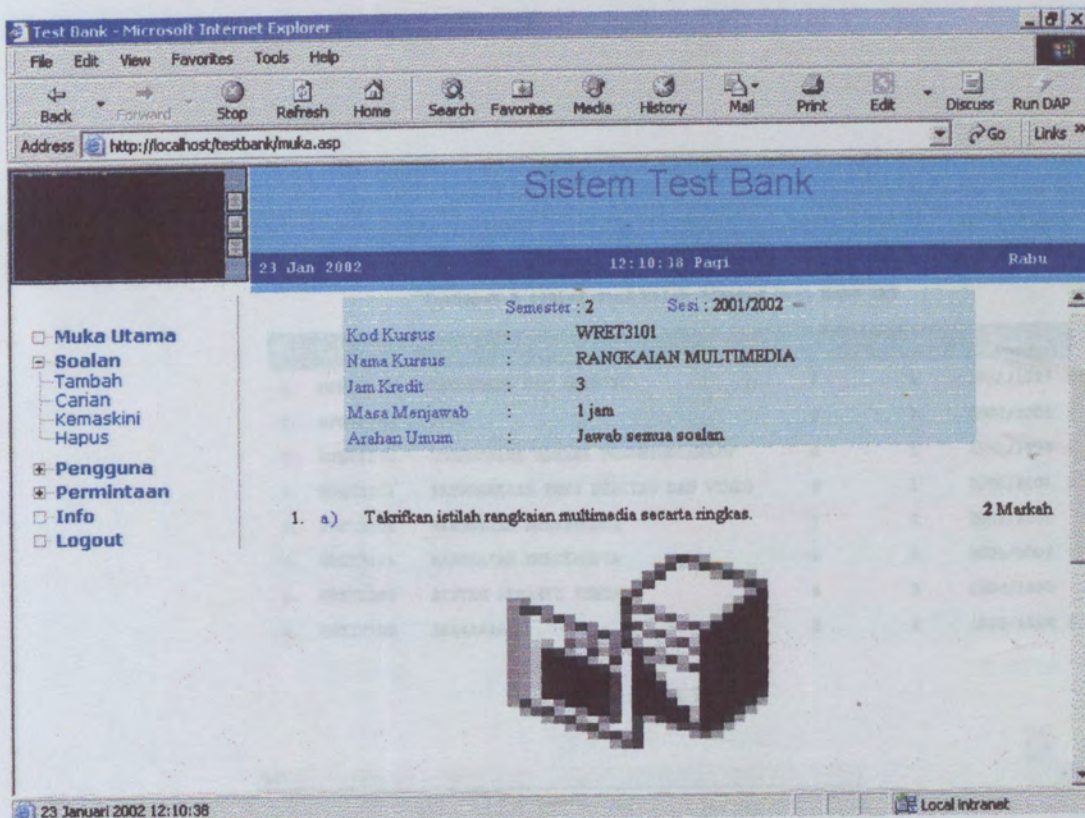 Test Bank - Microsoft Internet Explorer
File Edit View Favorites Tools Help
Back Forward Stop Refresh Home Search Favorites Media History Mail Print Edit Discuss Run DAP
Address http://localhost/testbank/muka.asp Go Links »
Sistem Test Bank
23 Jan 2002 12:10:38 Pagi Rabu
Muka Utama
Soalan
Tambah
Carian
Kemaskini
Hapus
Pengguna
Permintaan
Info
Logout
Semester : 2 Sesi : 2001/2002
Kod Kursus : WRET3101
Nama Kursus : RANGKAIAN MULTIMEDIA
Jam Kredit : 3
Masa Menjawab : 1 jam
Arahan Umum : Jawab semua soalan
1. a) Takrifkan istilah rangkaian multimedia secarta ringkas. 2 Markah
23 Januari 2002 12:10:38 Local intranet